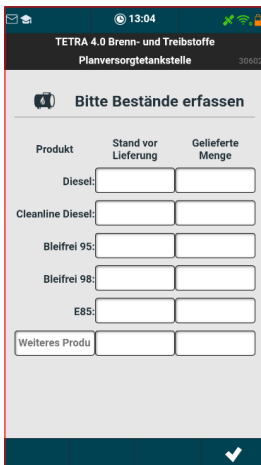 13:04
TETRA 4.0 Brenn- und Treibstoffe
Planversorgtetankstelle 30602
Bitte Bestände erfassen
Produkt Stand vor Lieferung Gelieferte Menge
Diesel:
Cleanline Diesel:
Bleifrei 95:
Bleifrei 98:
E85:
Weiteres Produ